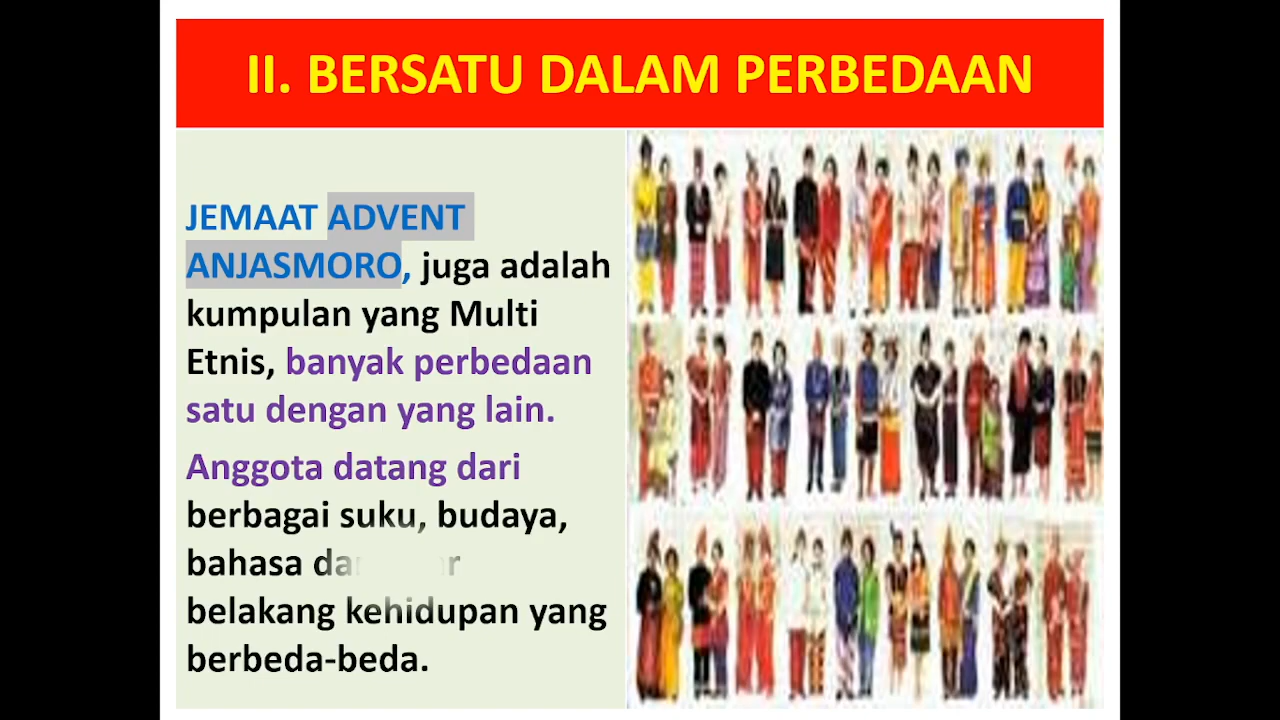 II. BERSATU DALAM PERBEDAAN
JEMAAT ADVENT
ANJASMORO, juga adalah
kumpulan yang Multi
Etnis, banyak perbedaan
satu dengan yang lain.
Anggota datang dari
berbagai suku, budaya,
bahasa
belakang kehidupan yang
berbeda-beda.